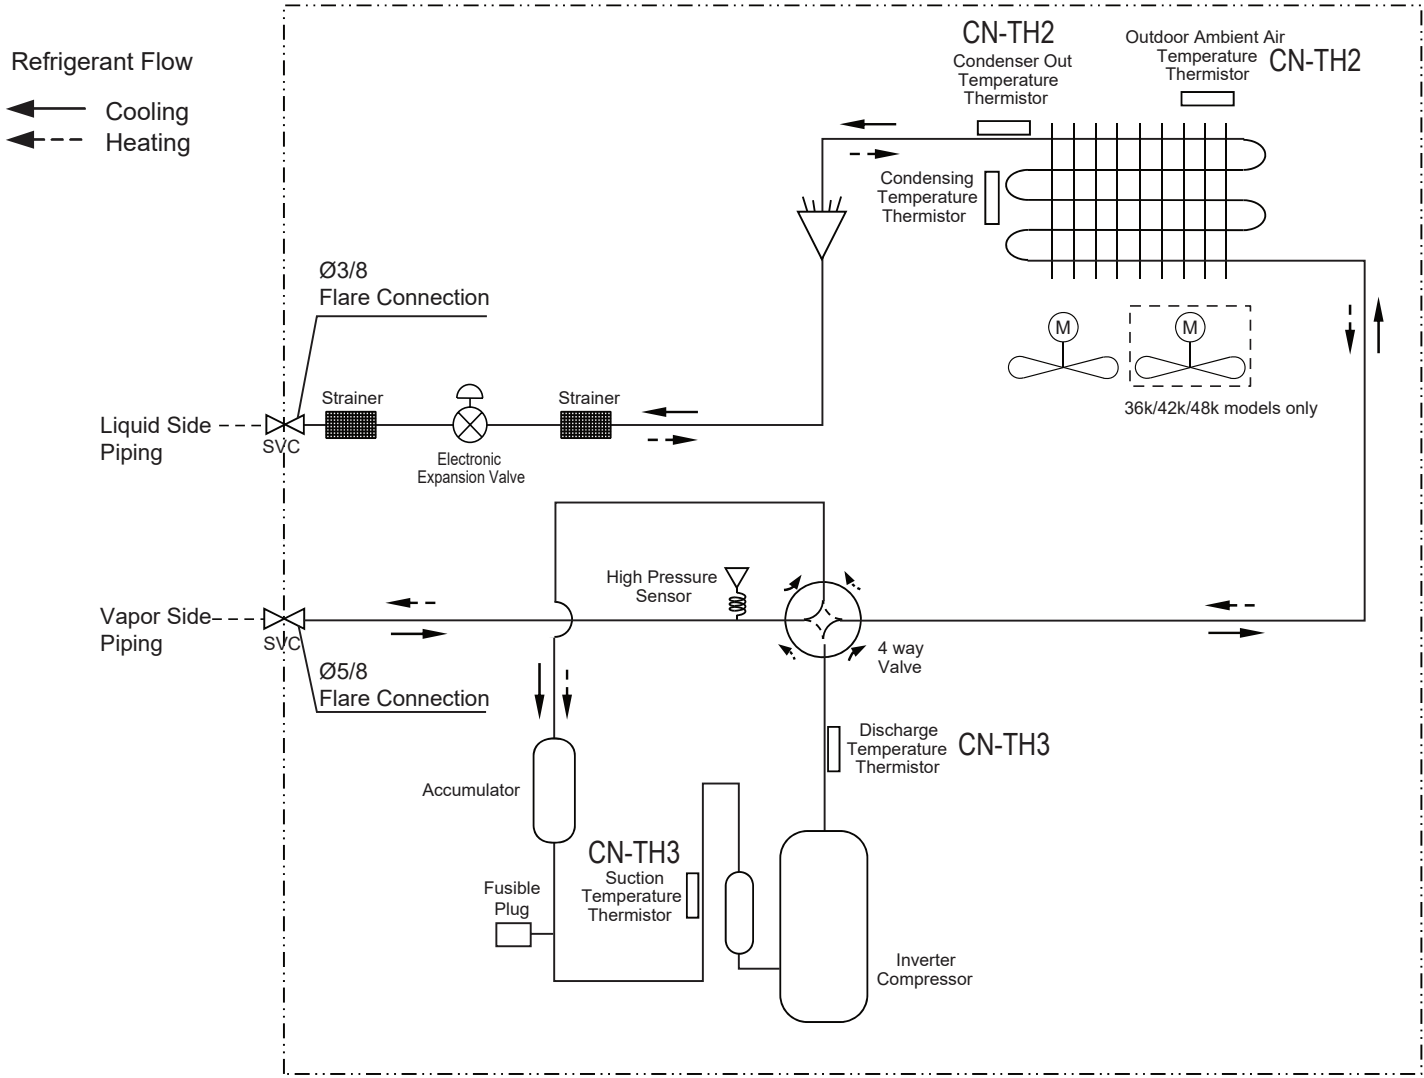 Refrigerant Flow
Cooling
Heating
CN-TH2
Condenser Out
Temperature
Thermistor
Outdoor Ambient Air
Temperature
Thermistor
CN-TH2
Condensing
Temperature
Thermistor
M
M
36k/42k/48k models only
Ø3/8
Flare Connection
Liquid Side
Piping
SVC
Strainer
Electronic
Expansion Valve
Strainer
High Pressure
Sensor
Vapor Side
Piping
SVC
Ø5/8
Flare Connection
4 way
Valve
Discharge
Temperature
Thermistor
CN-TH3
Accumulator
CN-TH3
Suction
Temperature
Thermistor
Fusible
Plug
Inverter
Compressor